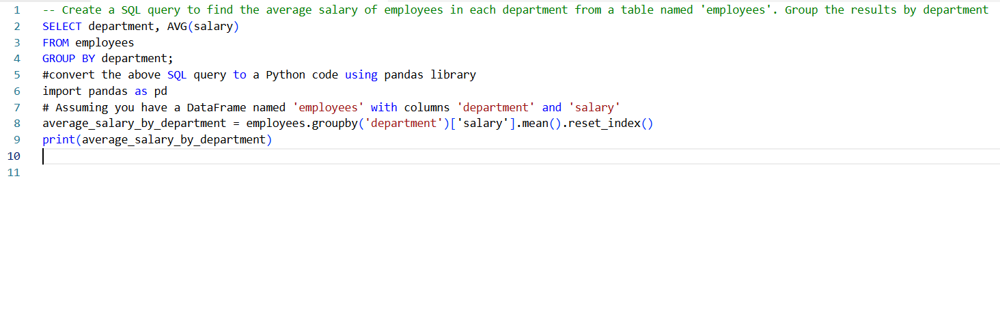 1 -- Create a SQL query to find the average salary of employees in each department from a table named 'employees'. Group the results by department
2 SELECT department, AVG(salary)
3 FROM employees
4 GROUP BY department;
5 #convert the above SQL query to a Python code using pandas library
6 import pandas as pd
7 # Assuming you have a DataFrame named 'employees' with columns 'department' and 'salary'
8 average_salary_by_department = employees.groupby('department')['salary'].mean().reset_index()
9 print(average_salary_by_department)
10
11